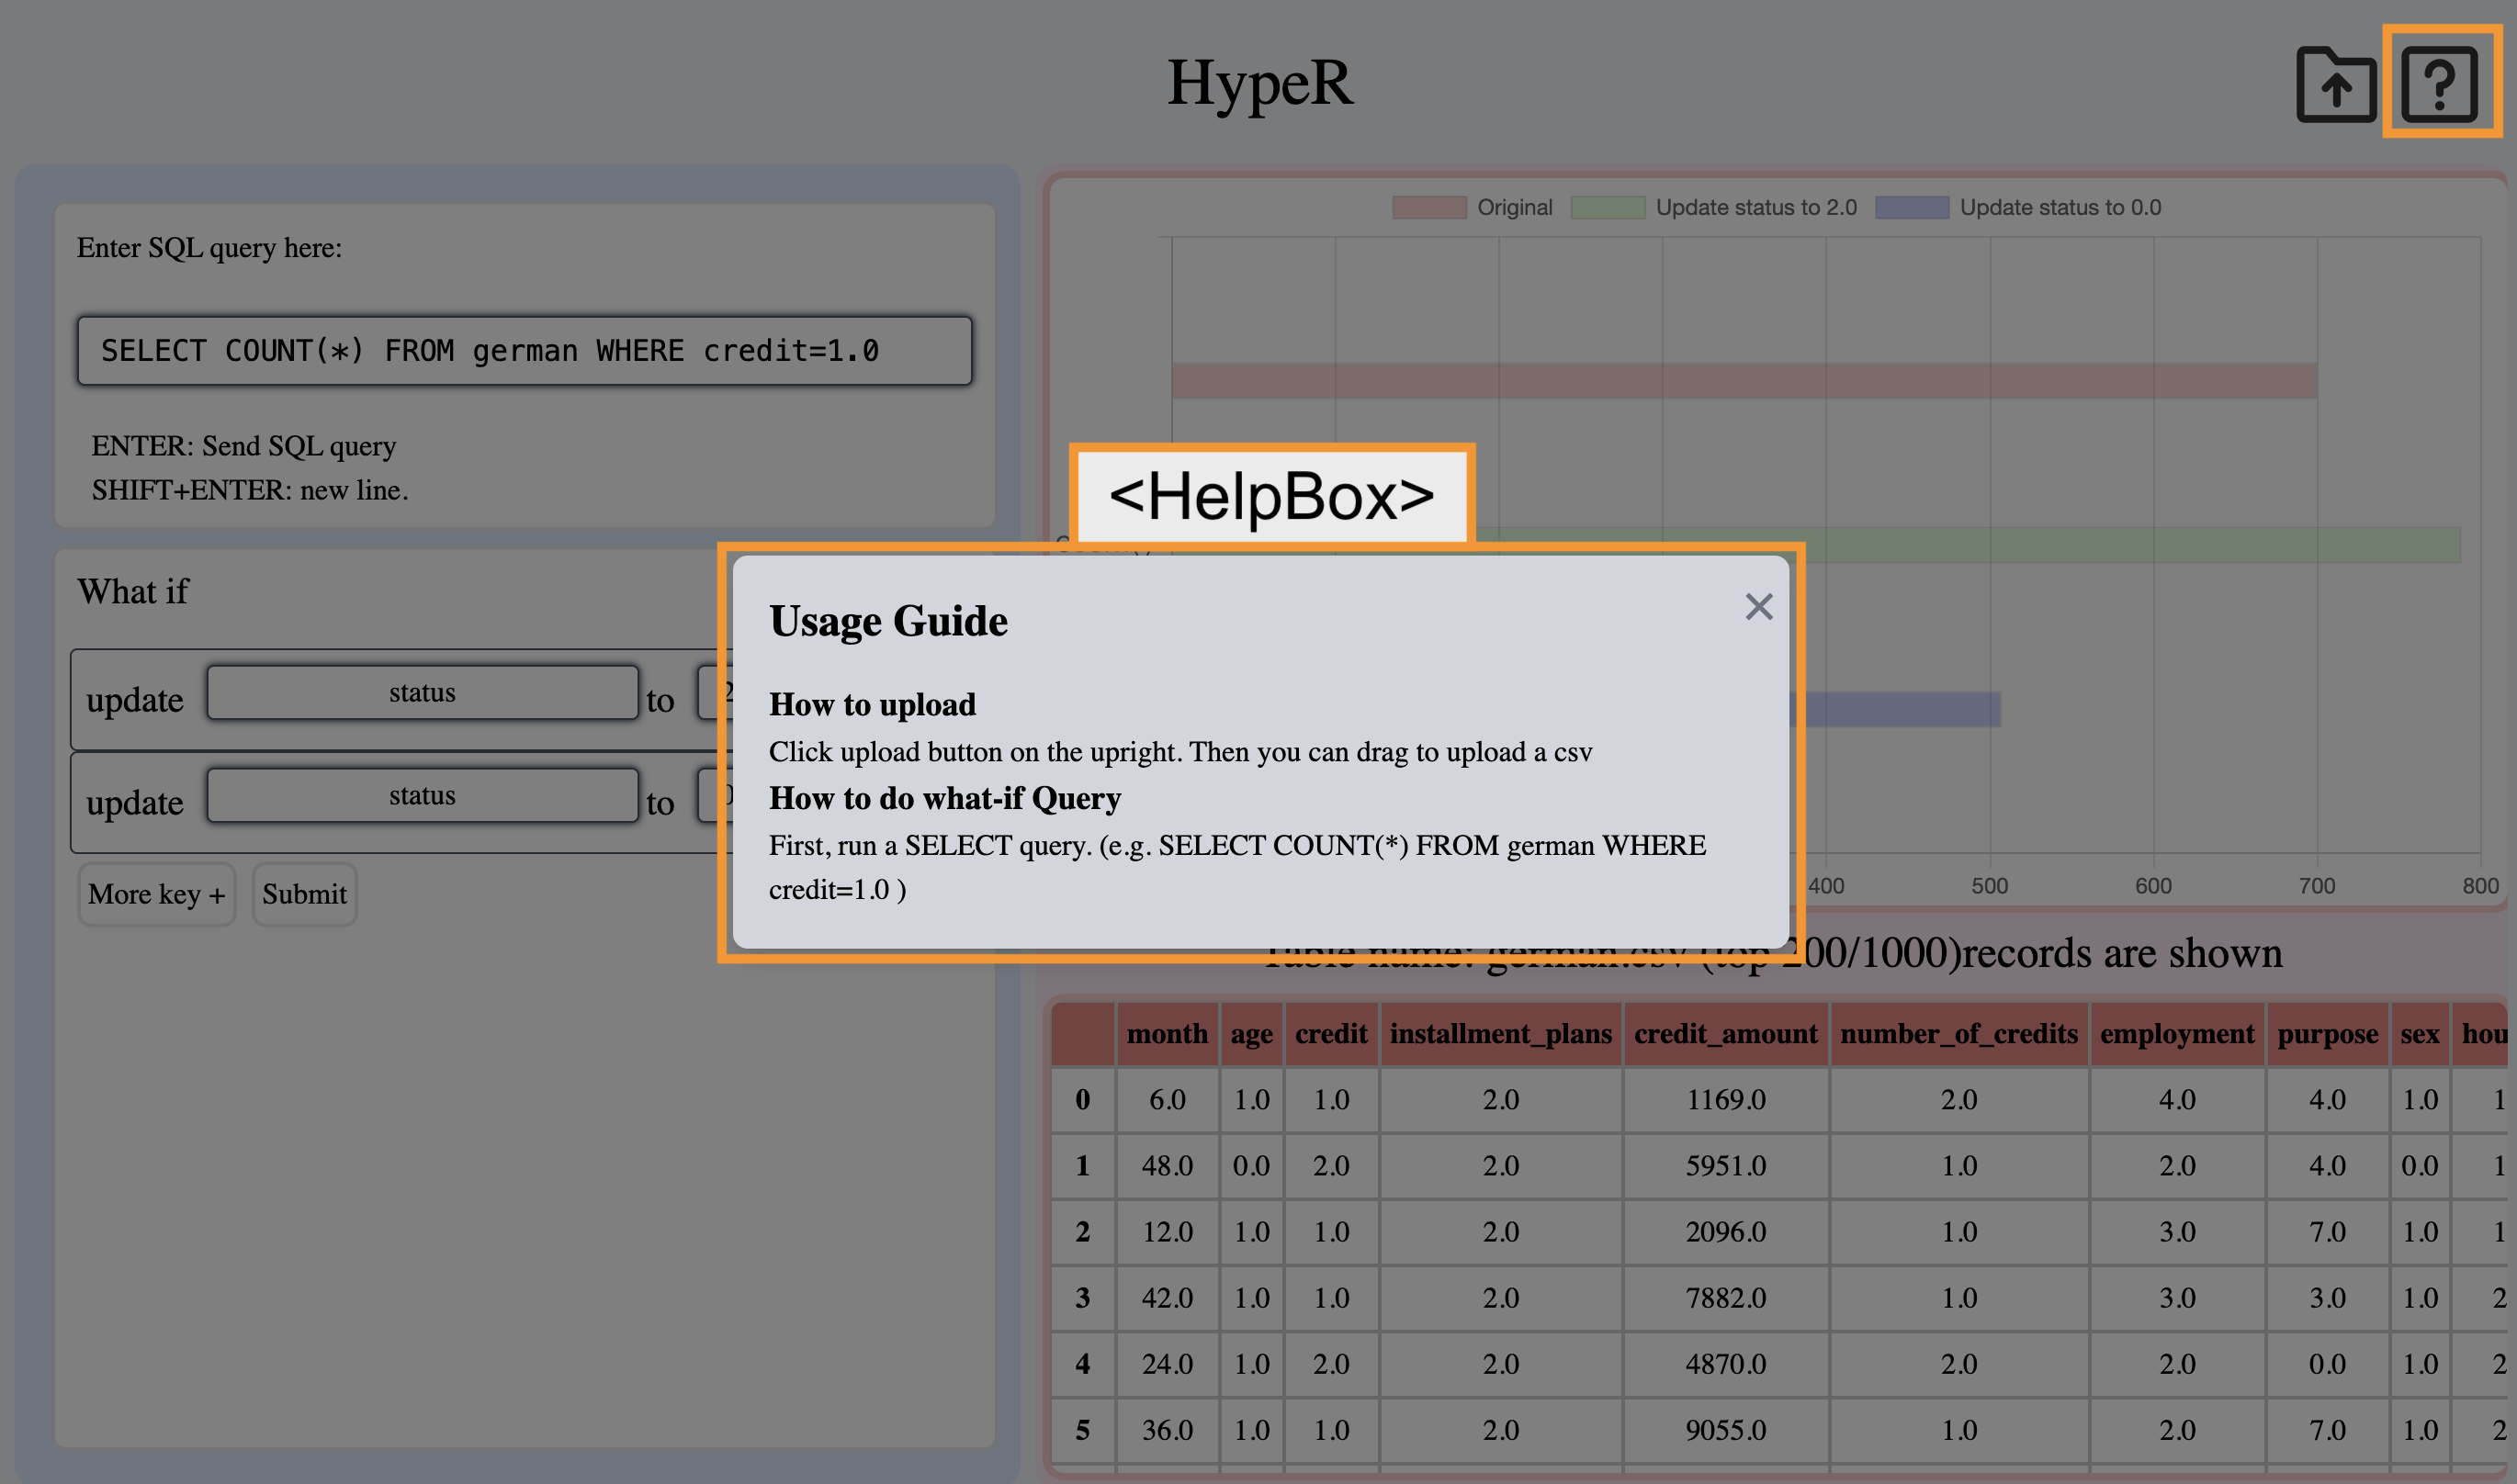 HypeR
Enter SQL query here:
SELECT COUNT(*) FROM german WHERE credit=1.0
ENTER: Send SQL query
SHIFT+ENTER: new line.
What if
update status to
update status to
More key + Submit
Original Update status to 2.0 Update status to 0.0
<HelpBox>
Usage Guide
How to upload
Click upload button on the upright. Then you can drag to upload a csv
How to do what-if Query
First, run a SELECT query. (e.g. SELECT COUNT(*) FROM german WHERE
credit=1.0 )
400 500 600 700 800
Table name: german.csv (top 200/1000)records are shown
month age credit installment_plans credit_amount number_of_credits employment purpose sex hou
0 6.0 1.0 1.0 2.0 1169.0 2.0 4.0 4.0 1.0 1
1 48.0 0.0 2.0 2.0 5951.0 1.0 2.0 4.0 0.0 1
2 12.0 1.0 1.0 2.0 2096.0 1.0 3.0 7.0 1.0 1
3 42.0 1.0 1.0 2.0 7882.0 1.0 3.0 3.0 1.0 2
4 24.0 1.0 2.0 2.0 4870.0 2.0 2.0 0.0 1.0 2
5 36.0 1.0 1.0 2.0 9055.0 1.0 2.0 7.0 1.0 2